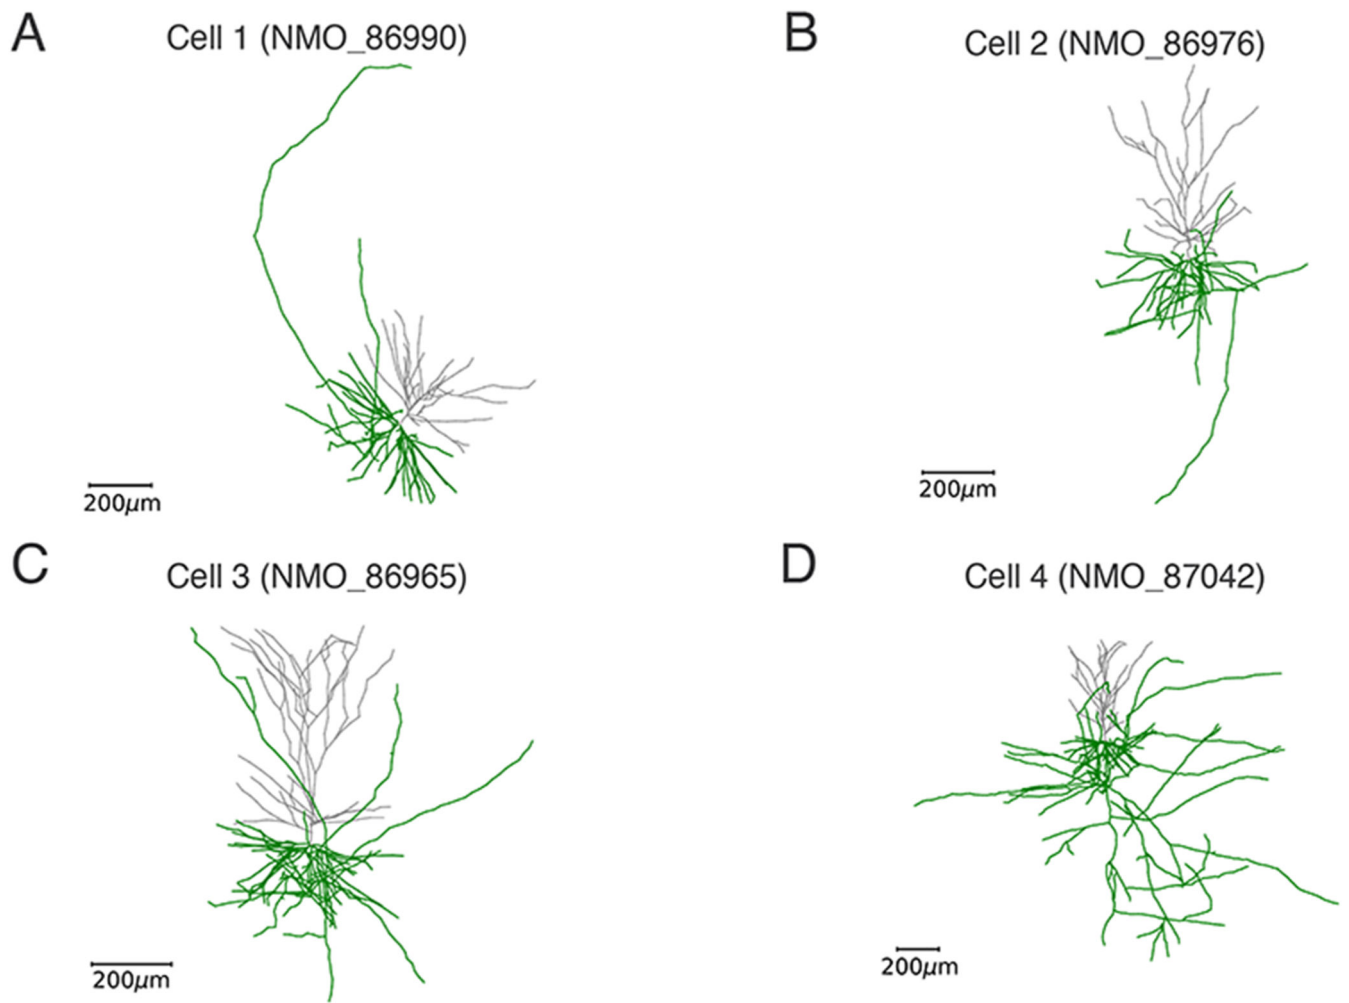 A
Cell 1 (NMO_86990)
200μm
B
Cell 2 (NMO_86976)
200μm
C
Cell 3 (NMO_86965)
200μm
D
Cell 4 (NMO_87042)
200μm